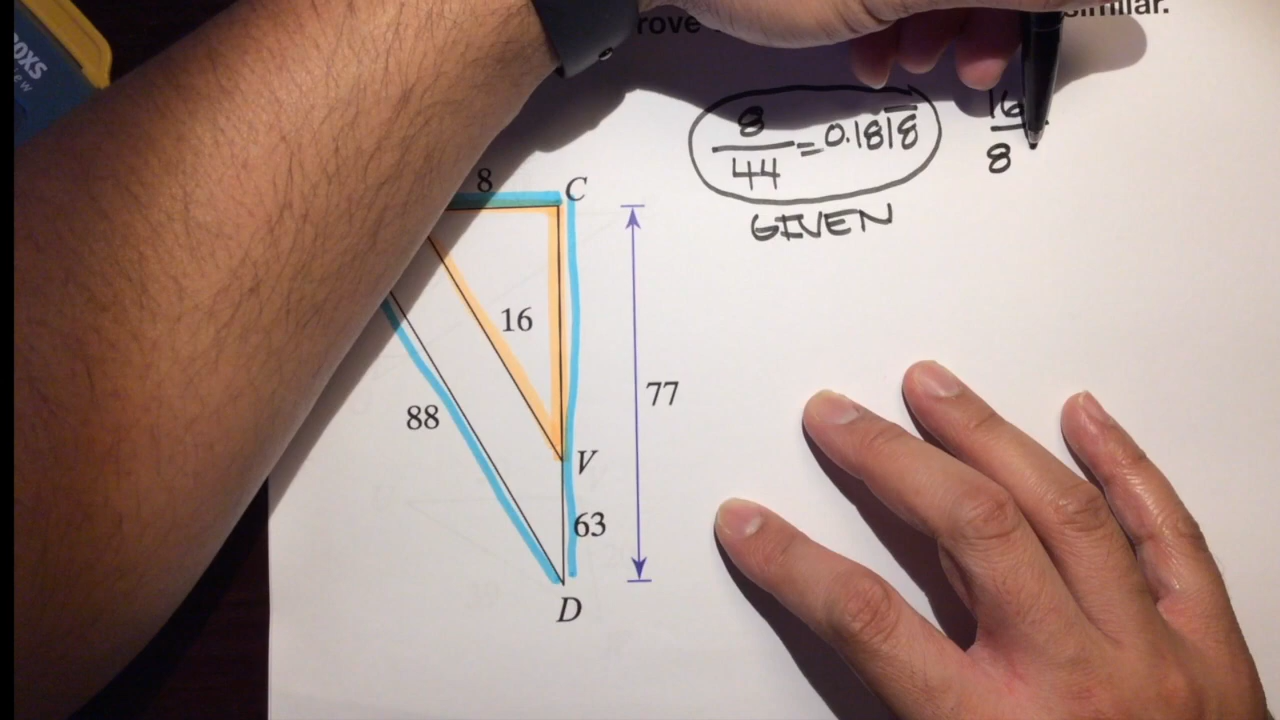 rove
similar.
8/44 = 0.1818
16/8
GIVEN
8
C
16
77
88
V
63
D